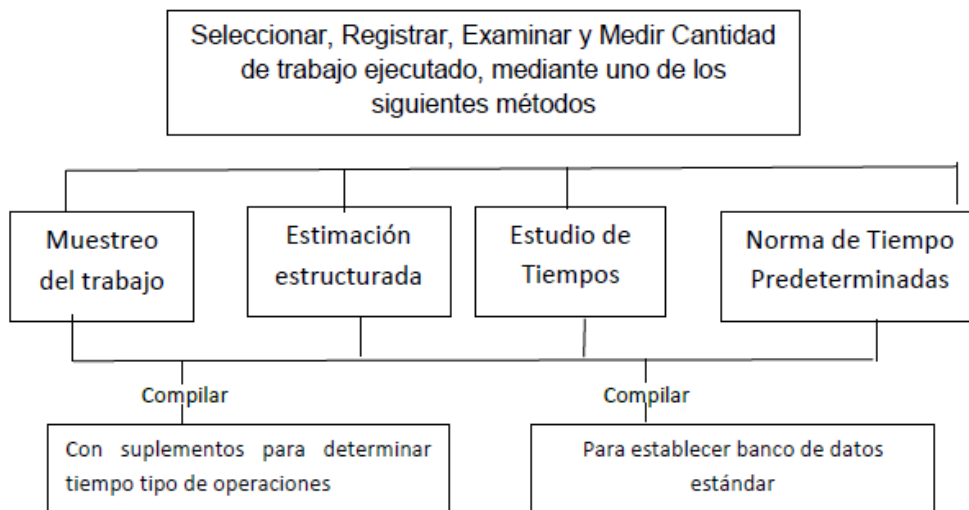 Seleccionar, Registrar, Examinar y Medir Cantidad
de trabajo ejecutado, mediante uno de los
siguientes métodos
Muestreo
del trabajo
Estimación
estructurada
Estudio de
Tiempos
Norma de Tiempo
Predeterminadas
Compilar
Compilar
Con suplementos para determinar
tiempo tipo de operaciones
Para establecer banco de datos
estándar